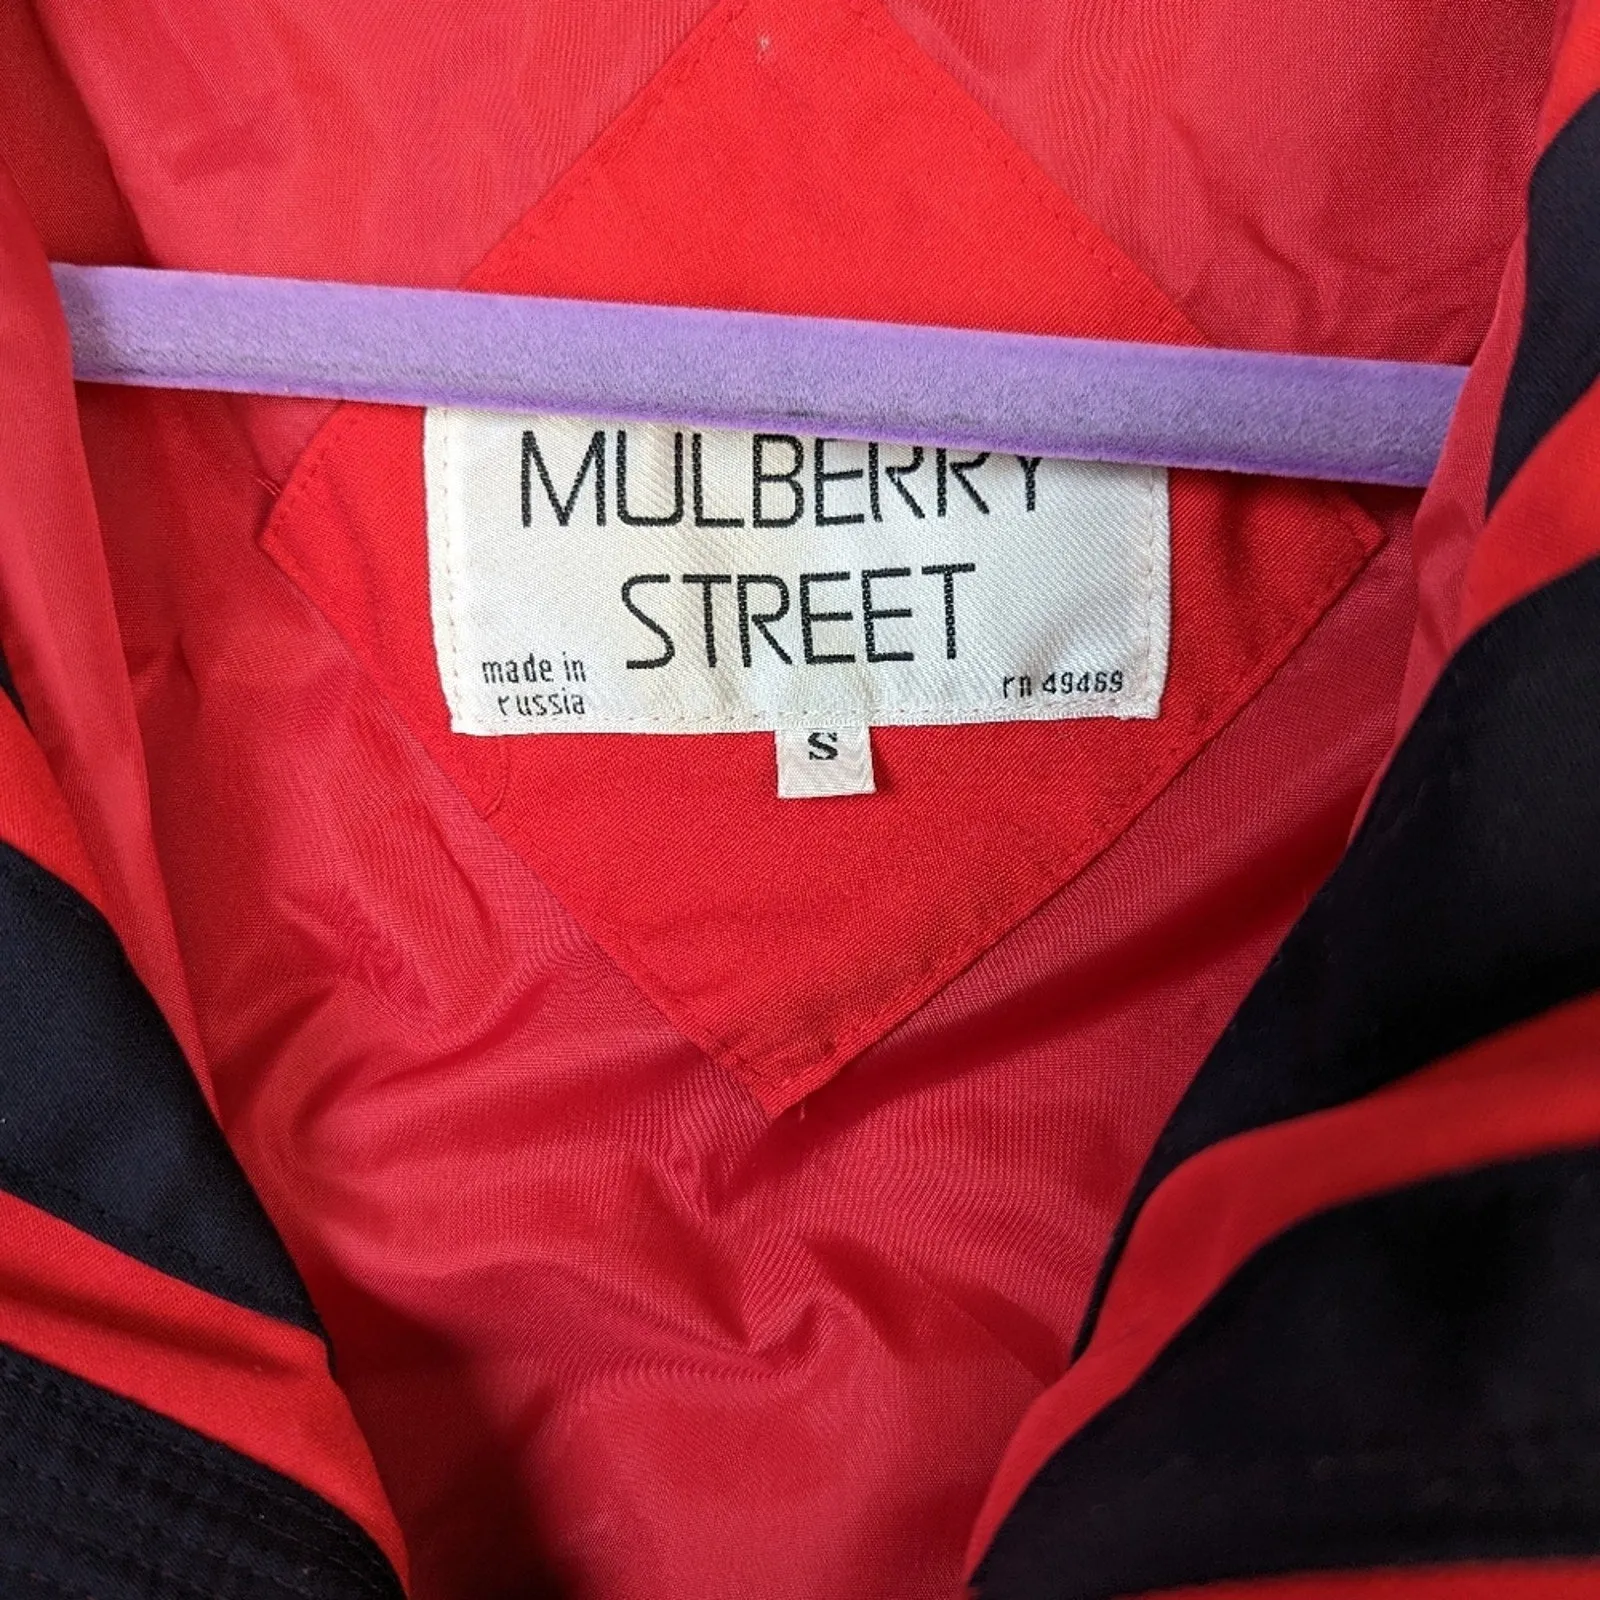 MULBERRY
STREET
made in
russia
rn 49469
S